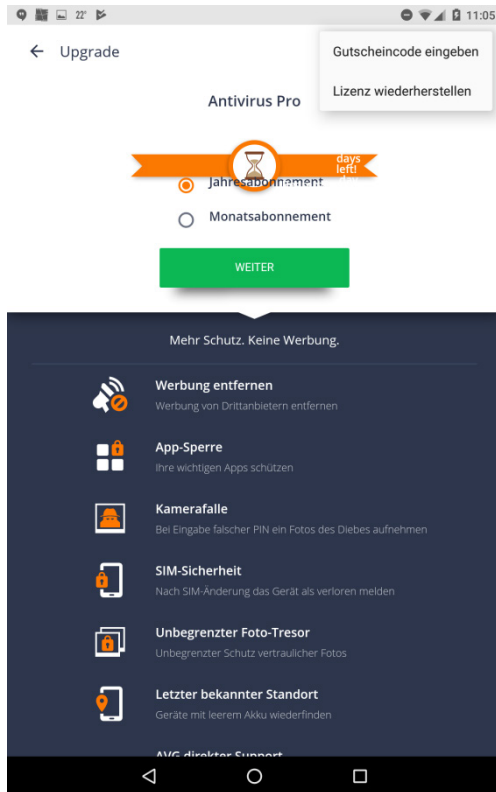 22°
11:05
Upgrade
Gutscheincode eingeben
Lizenz wiederherstellen
Antivirus Pro
days
left!
Jahresabonnement
Monatsabonnement
WEITER
Mehr Schutz. Keine Werbung.
Werbung entfernen
Werbung von Drittanbietern entfernen
App-Sperre
Ihre wichtigen Apps schützen
Kamerafalle
Bei Eingabe falscher PIN ein Fotos des Diebes aufnehmen
SIM-Sicherheit
Nach SIM-Änderung das Gerät als verloren melden
Unbegrenzter Foto-Tresor
Unbegrenzter Schutz vertraulicher Fotos
Letzter bekannter Standort
Geräte mit leerem Akku wiederfinden
AVG direkter Support